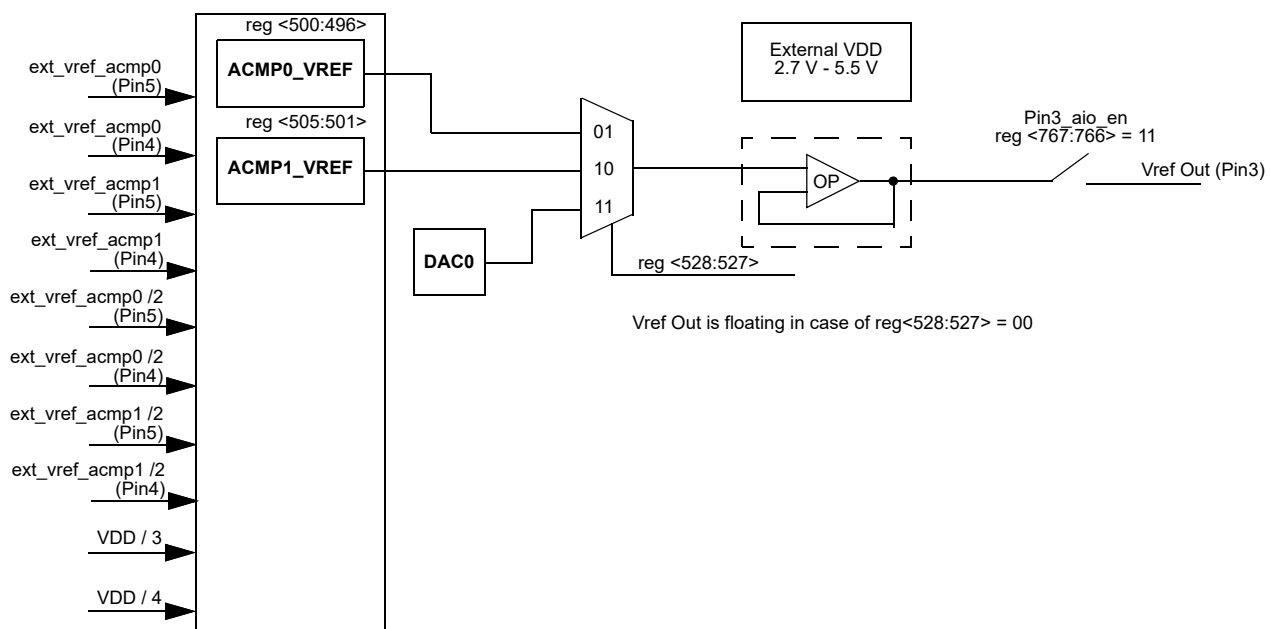 reg <500:496>
ACMP0_VREF
reg <505:501>
ACMP1_VREF
ext_vref_acmp0
(Pin5)
ext_vref_acmp0
(Pin4)
ext_vref_acmp1
(Pin5)
ext_vref_acmp1
(Pin4)
ext_vref_acmp0 /2
(Pin5)
ext_vref_acmp0 /2
(Pin4)
ext_vref_acmp1 /2
(Pin5)
ext_vref_acmp1 /2
(Pin4)
VDD / 3
VDD / 4
DAC0
01
10
11
reg <528:527>
External VDD
2.7 V - 5.5 V
OP
Pin3_aio_en
reg <767:766> = 11
Vref Out (Pin3)
Vref Out is floating in case of reg<528:527> = 00